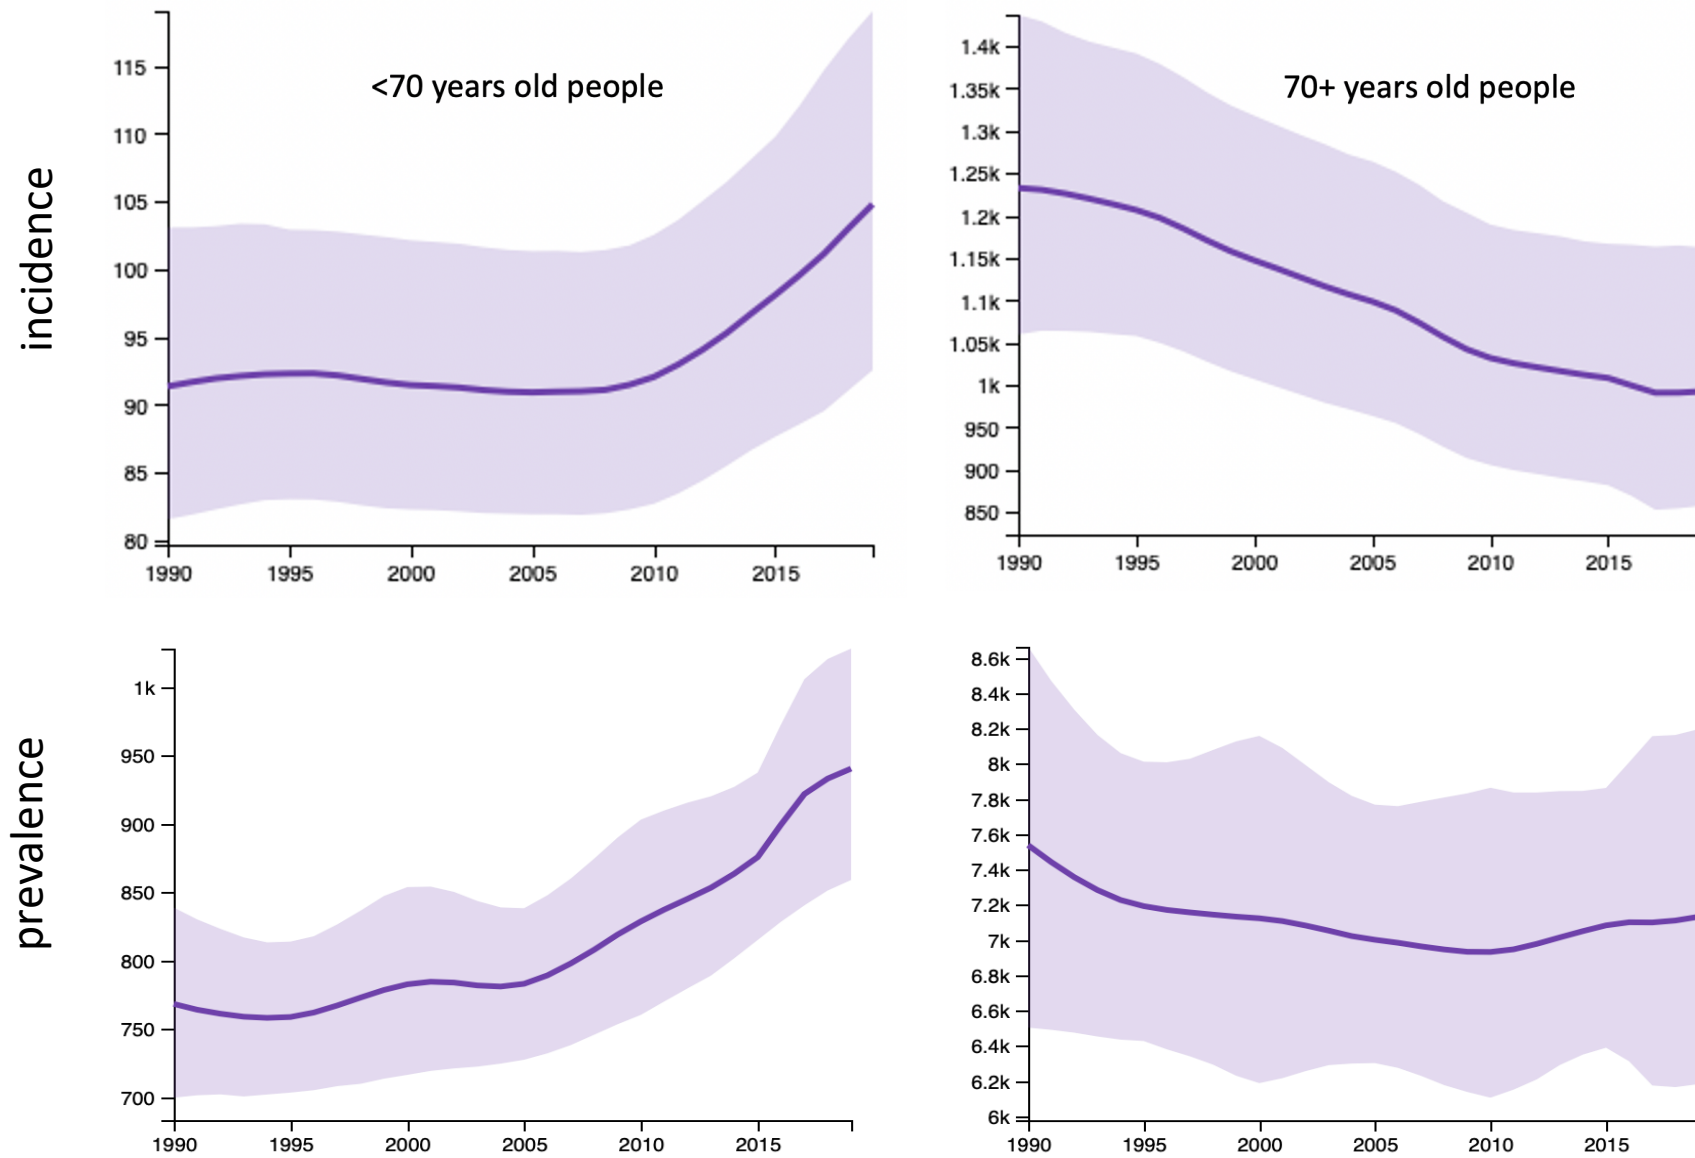 incidence
<70 years old people
115
110
105
100
95
90
85
80
1990 1995 2000 2005 2010 2015
70+ years old people
1.4k
1.35k
1.3k
1.25k
1.2k
1.15k
1.1k
1.05k
1k
950
900
850
1990 1995 2000 2005 2010 2015
prevalence
1k
950
900
850
800
750
700
1990 1995 2000 2005 2010 2015
8.6k
8.4k
8.2k
8k
7.8k
7.6k
7.4k
7.2k
7k
6.8k
6.6k
6.4k
6.2k
6k
1990 1995 2000 2005 2010 2015